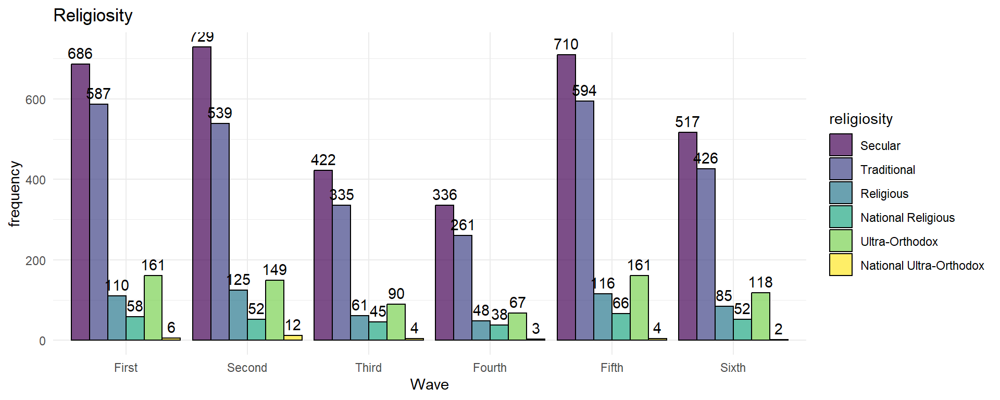 Religiosity
frequency
600
400
200
0
686
587
110
58
161
6
729
539
125
52
149
12
422
335
61
45
90
4
336
261
48
38
67
3
710
594
116
66
161
4
517
426
85
52
118
2
First
Second
Third
Fourth
Fifth
Sixth
Wave
religiosity
Secular
Traditional
Religious
National Religious
Ultra-Orthodox
National Ultra-Orthodox